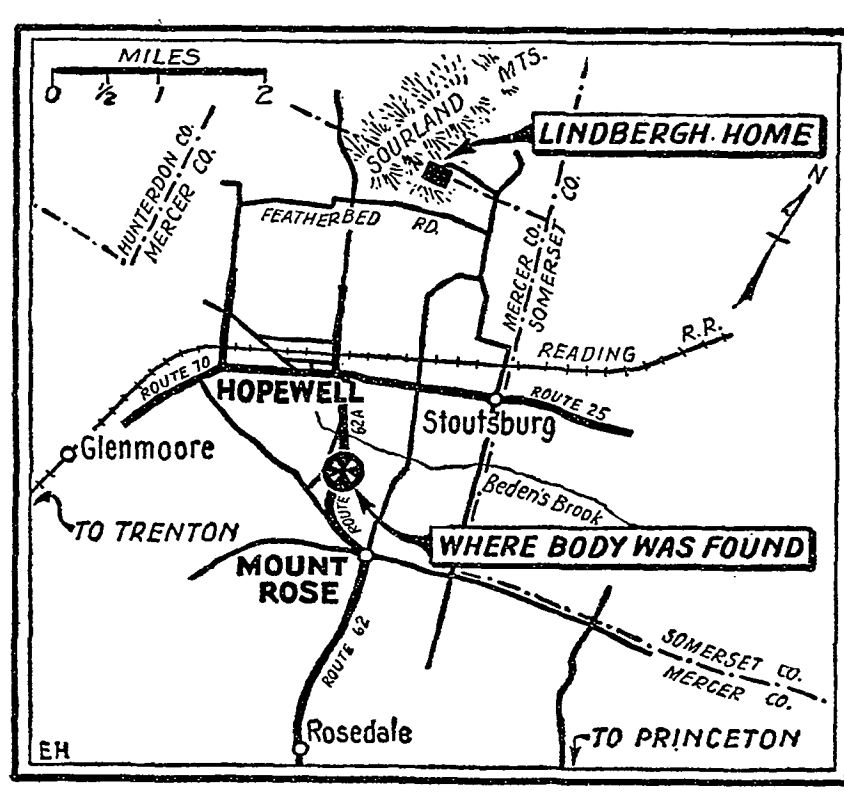 MILES
0 ½ 1 2
SOURLAND MTS.
LINDBERGH HOME
HUNTERDON CO.
MERCER CO.
N
FEATHERBED RD.
MERCER CO.
SOMERSET CO.
READING R.R.
ROUTE 70
HOPEWELL
ROUTE 25
Stoutsburg
62A
Glenmoore
Beden's Brook
ROUTE
TO TRENTON
WHERE BODY WAS FOUND
MOUNT
ROSE
ROUTE 62
SOMERSET CO.
MERCER CO.
Rosedale
TO PRINCETON
EH